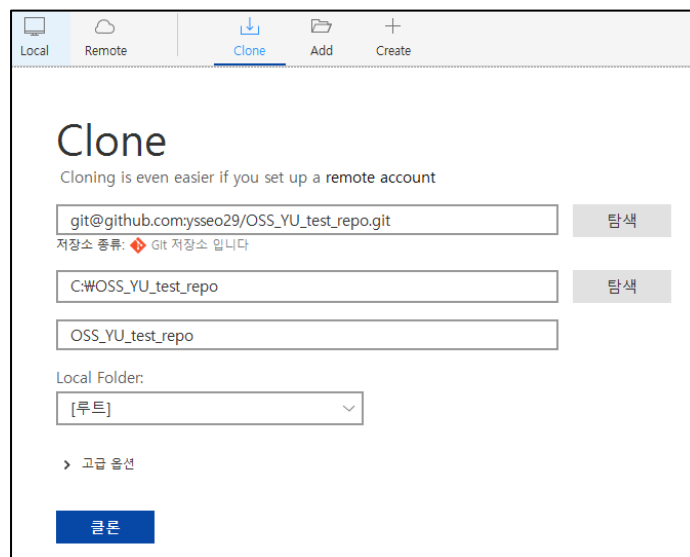 Local Remote Clone Add Create
Clone
Cloning is even easier if you set up a remote account
git@github.com:ysseo29/OSS_YU_test_repo.git 탐색
저장소 종류: Git 저장소 입니다
C:₩OSS_YU_test_repo 탐색
OSS_YU_test_repo
Local Folder:
[루트]
고급 옵션
클론